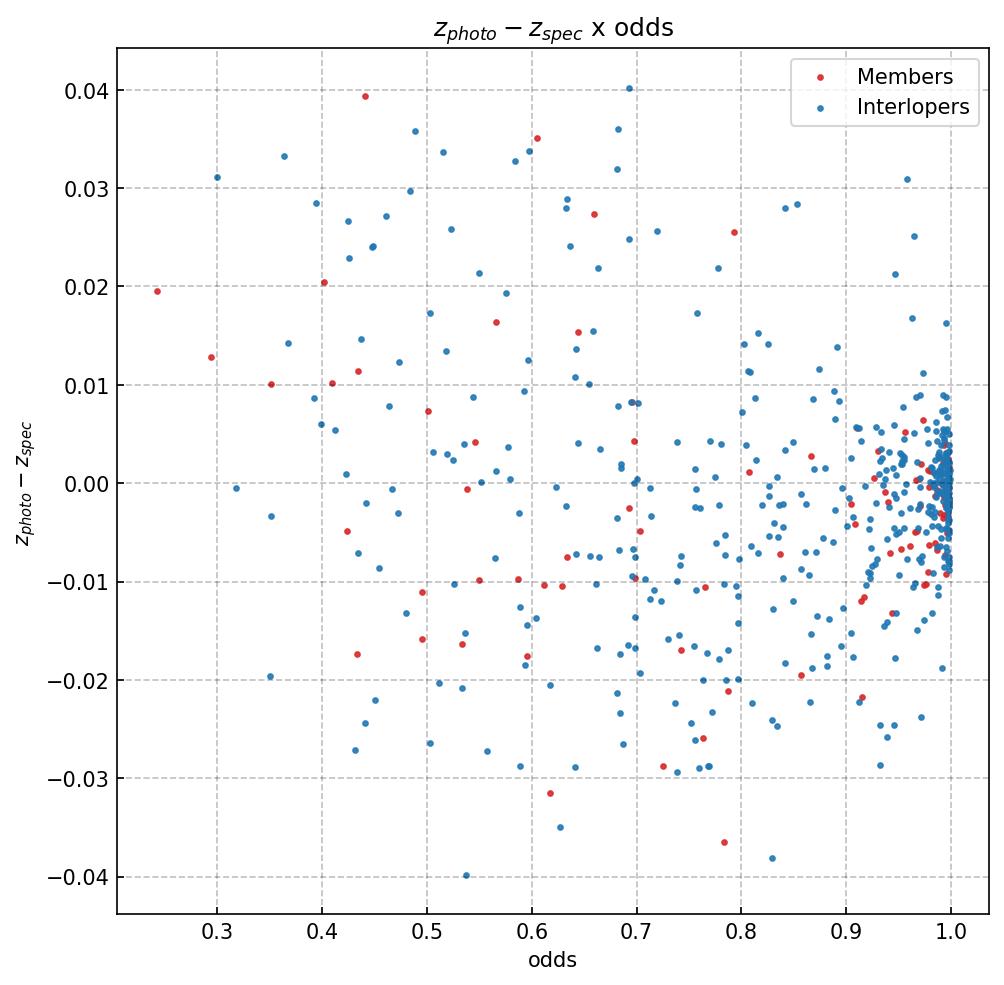 z_photo − z_spec x odds
Members
Interlopers
0.04
0.03
0.02
0.01
0.00
−0.01
−0.02
−0.03
−0.04
z_photo − z_spec
0.3 0.4 0.5 0.6 0.7 0.8 0.9 1.0
odds